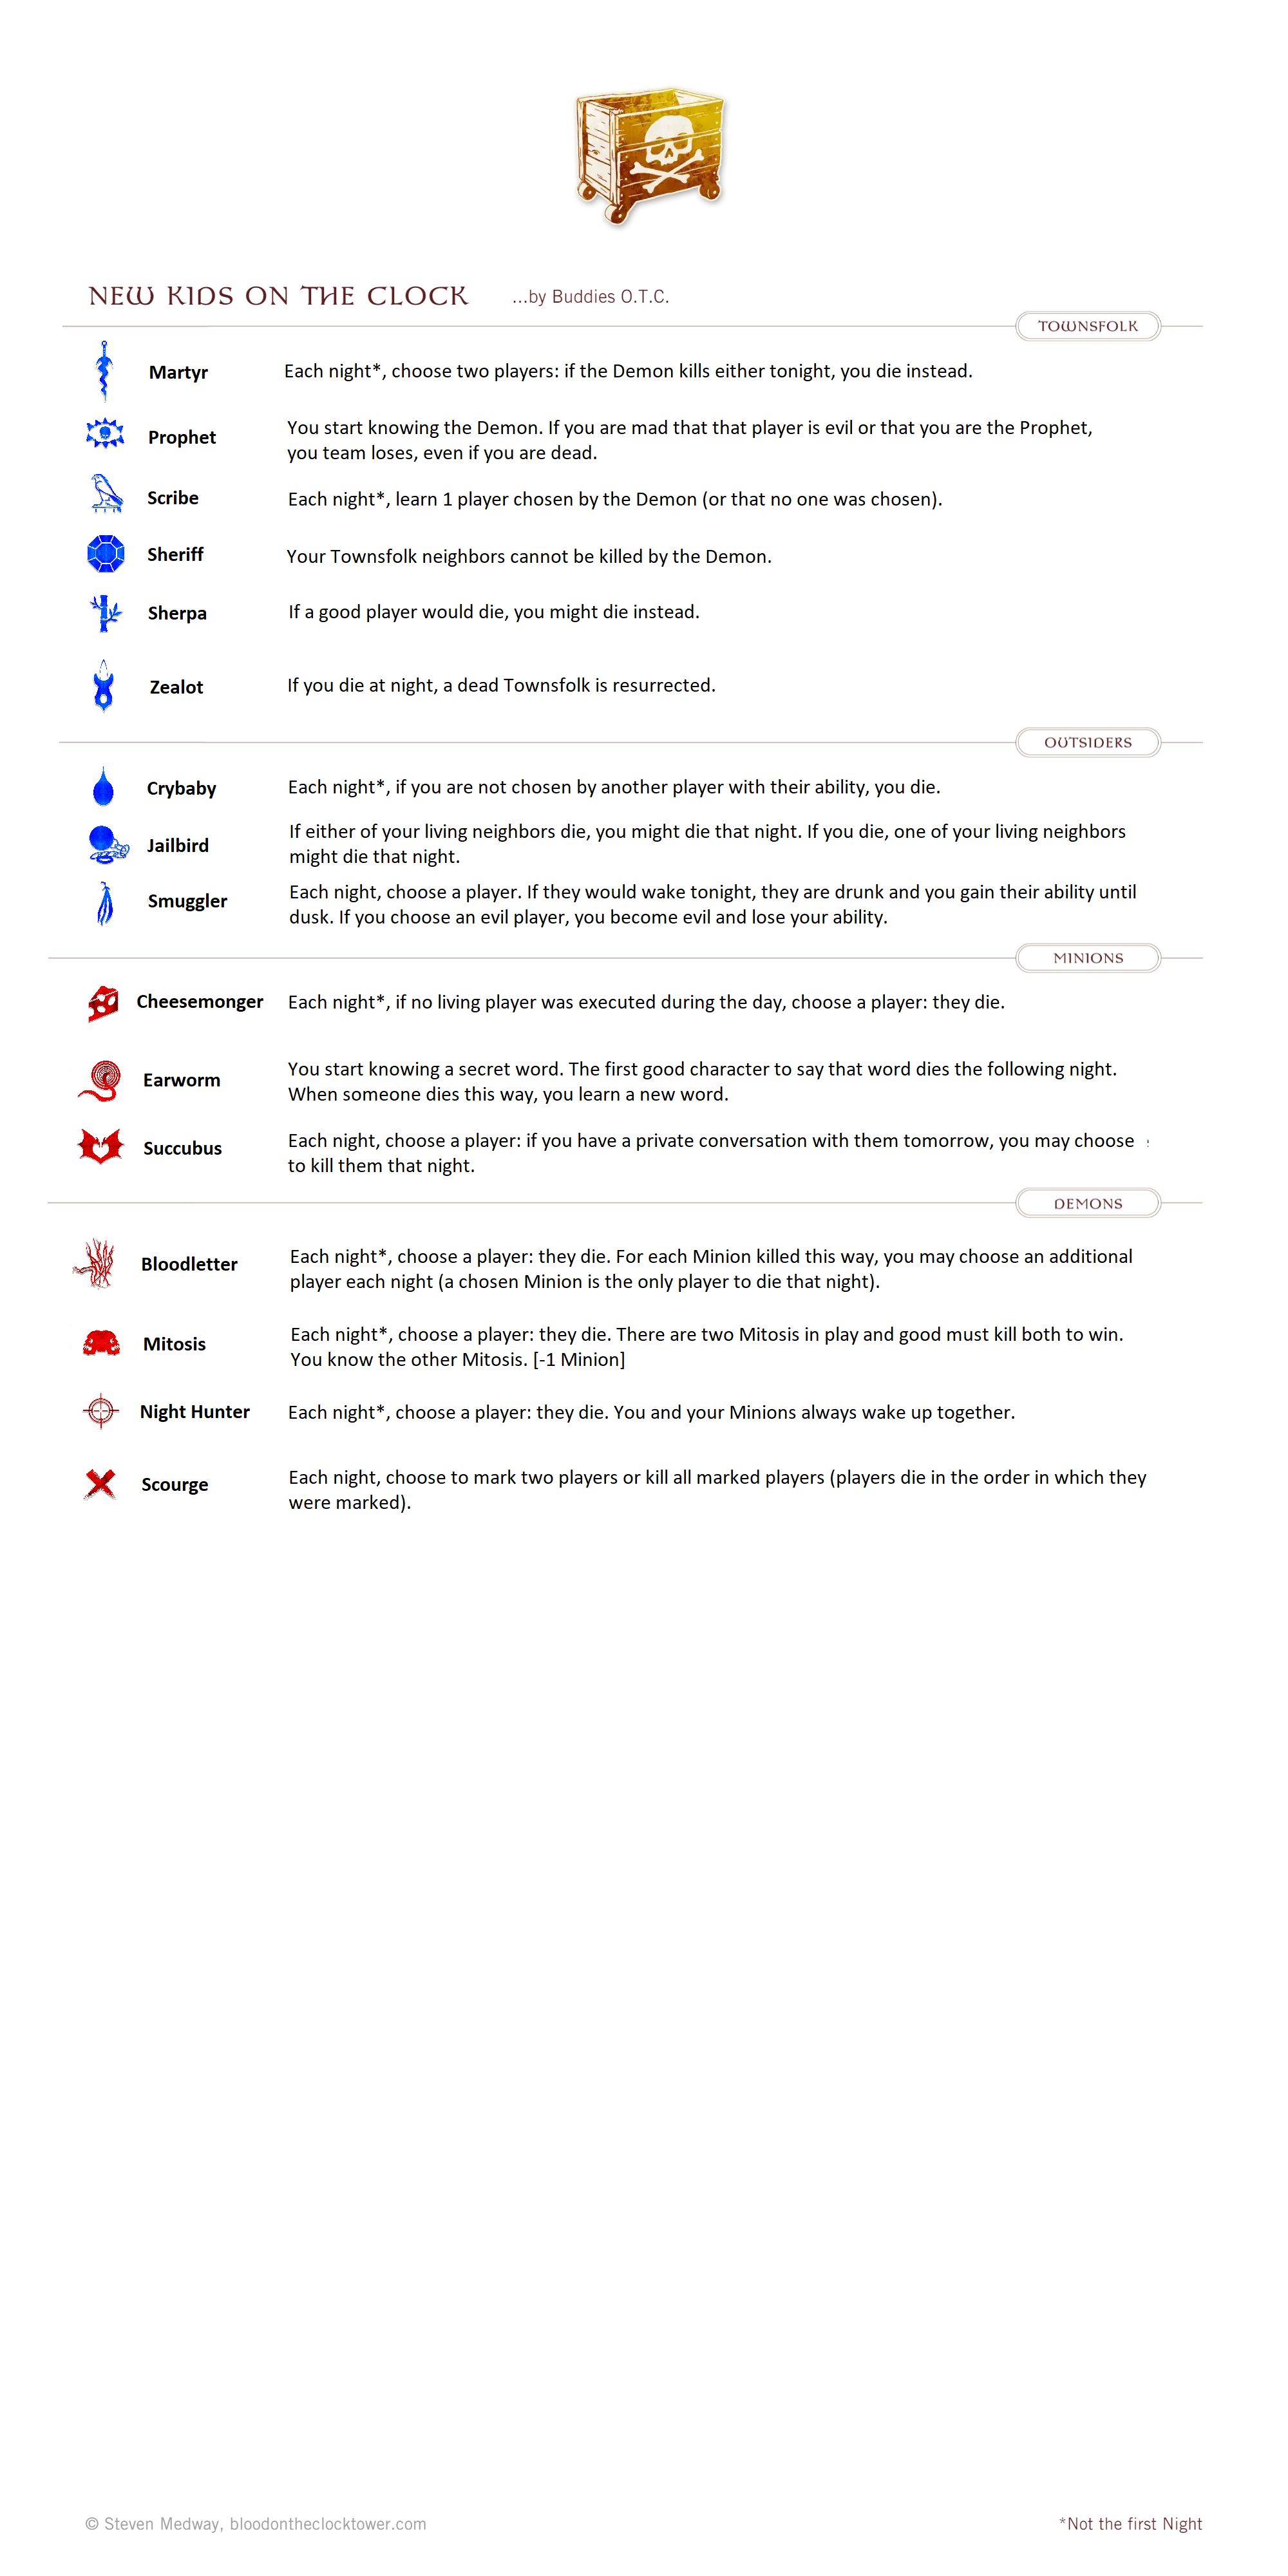 NEW KIDS ON THE CLOCK ...by Buddies O.T.C.
TOWNSFOLK
Martyr Each night*, choose two players: if the Demon kills either tonight, you die instead.
Prophet You start knowing the Demon. If you are mad that that player is evil or that you are the Prophet,
you team loses, even if you are dead.
Scribe Each night*, learn 1 player chosen by the Demon (or that no one was chosen).
Sheriff Your Townsfolk neighbors cannot be killed by the Demon.
Sherpa If a good player would die, you might die instead.
Zealot If you die at night, a dead Townsfolk is resurrected.
OUTSIDERS
Crybaby Each night*, if you are not chosen by another player with their ability, you die.
Jailbird If either of your living neighbors die, you might die that night. If you die, one of your living neighbors
might die that night.
Smuggler Each night, choose a player. If they would wake tonight, they are drunk and you gain their ability until
dusk. If you choose an evil player, you become evil and lose your ability.
MINIONS
Cheesemonger Each night*, if no living player was executed during the day, choose a player: they die.
Earworm You start knowing a secret word. The first good character to say that word dies the following night.
When someone dies this way, you learn a new word.
Succubus Each night, choose a player: if you have a private conversation with them tomorrow, you may choose
to kill them that night.
DEMONS
Bloodletter Each night*, choose a player: they die. For each Minion killed this way, you may choose an additional
player each night (a chosen Minion is the only player to die that night).
Mitosis Each night*, choose a player: they die. There are two Mitosis in play and good must kill both to win.
You know the other Mitosis. [-1 Minion]
Night Hunter Each night*, choose a player: they die. You and your Minions always wake up together.
Scourge Each night, choose to mark two players or kill all marked players (players die in the order in which they
were marked).
© Steven Medway, bloodontheclocktower.com
*Not the first Night